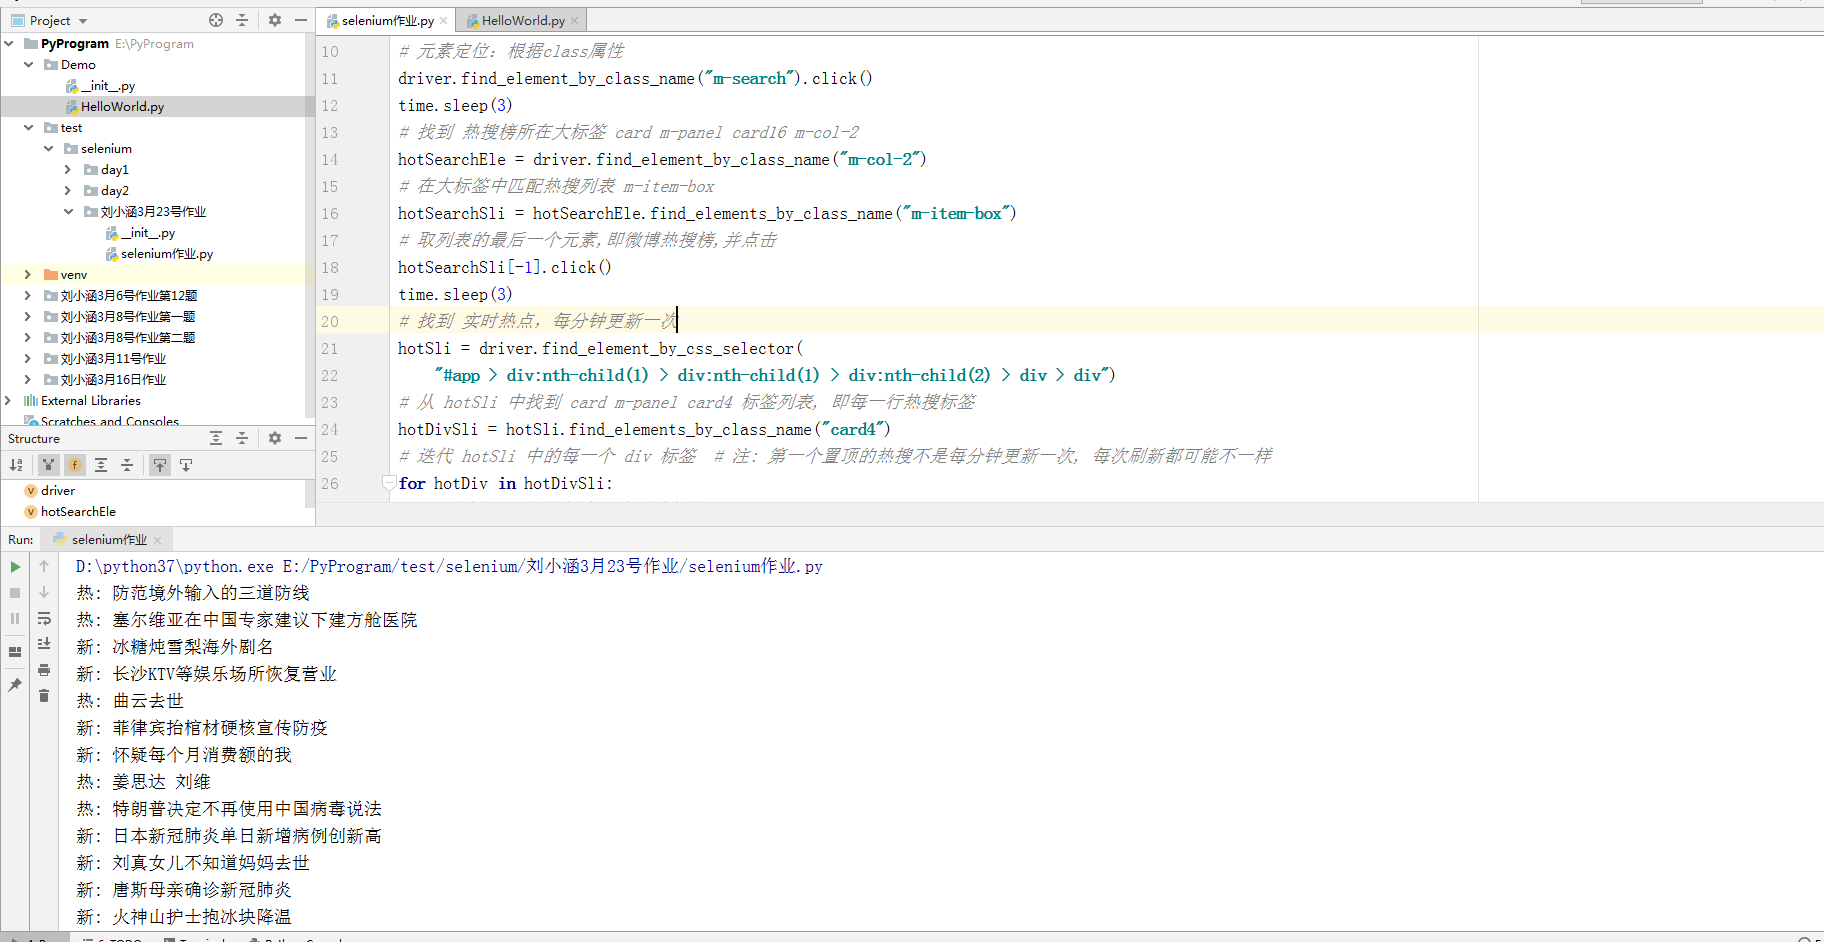 Project
selenium作业.py
HelloWorld.py
PyProgram E:\PyProgram
Demo
__init__.py
HelloWorld.py
test
selenium
day1
day2
刘小涵3月23号作业
__init__.py
selenium作业.py
venv
刘小涵3月6号作业第12题
刘小涵3月8号作业第一题
刘小涵3月8号作业第二题
刘小涵3月11号作业
刘小涵3月16日作业
External Libraries
Scratches and Consoles
Structure
driver
hotSearchEle
10 # 元素定位：根据class属性
11 driver.find_element_by_class_name("m-search").click()
12 time.sleep(3)
13 # 找到 热搜榜所在大标签 card m-panel card16 m-col-2
14 hotSearchEle = driver.find_element_by_class_name("m-col-2")
15 # 在大标签中匹配热搜列表 m-item-box
16 hotSearchSli = hotSearchEle.find_elements_by_class_name("m-item-box")
17 # 取列表的最后一个元素,即微博热搜榜,并点击
18 hotSearchSli[-1].click()
19 time.sleep(3)
20 # 找到 实时热点，每分钟更新一次
21 hotSli = driver.find_element_by_css_selector(
22 "#app > div:nth-child(1) > div:nth-child(1) > div:nth-child(2) > div > div")
23 # 从 hotSli 中找到 card m-panel card4 标签列表, 即每一行热搜标签
24 hotDivSli = hotSli.find_elements_by_class_name("card4")
25 # 迭代 hotSli 中的每一个 div 标签 # 注: 第一个置顶的热搜不是每分钟更新一次, 每次刷新都可能不一样
26 for hotDiv in hotDivSli:
Run: selenium作业
D:\python37\python.exe E:/PyProgram/test/selenium/刘小涵3月23号作业/selenium作业.py
热: 防范境外输入的三道防线
热: 塞尔维亚在中国专家建议下建方舱医院
新: 冰糖炖雪梨海外剧名
新: 长沙KTV等娱乐场所恢复营业
热: 曲云去世
新: 菲律宾抬棺材硬核宣传防疫
新: 怀疑每个月消费额的我
热: 姜思达 刘维
热: 特朗普决定不再使用中国病毒说法
新: 日本新冠肺炎单日新增病例创新高
新: 刘真女儿不知道妈妈去世
新: 唐斯母亲确诊新冠肺炎
新: 火神山护士抱冰块降温